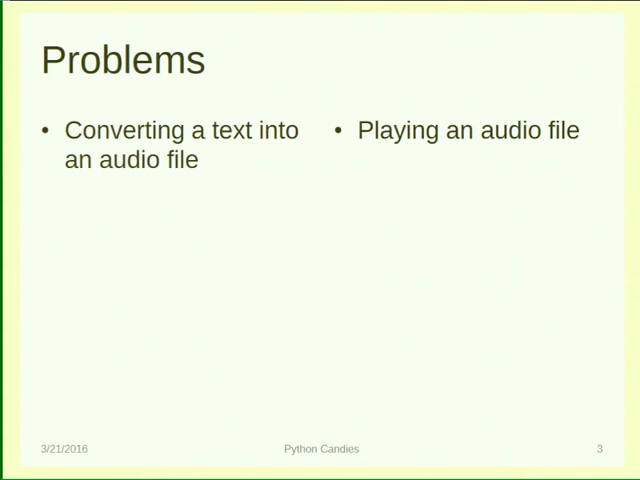 Problems
• Converting a text into
an audio file
• Playing an audio file
3/21/2016
Python Candies
3